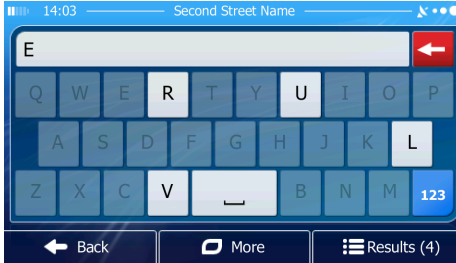 14:03 Second Street Name
E
Q W E R T Y U I O P
A S D F G H J K L
Z X C V B N M 123
Back More Results (4)